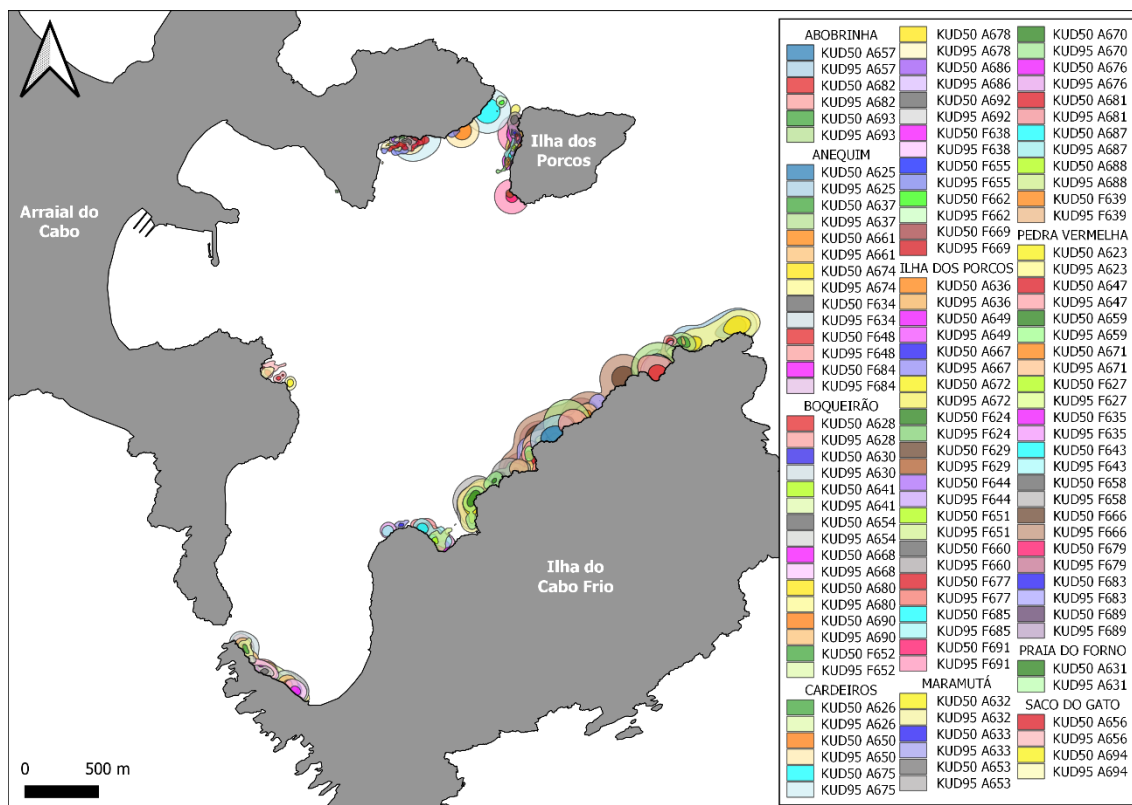 Arraial do
Cabo
Ilha dos
Porcos
Ilha do
Cabo Frio
0 500 m
ABOBRINHA
KUD50 A657
KUD95 A657
KUD50 A682
KUD95 A682
KUD50 A693
KUD95 A693
ANEQUIM
KUD50 A625
KUD95 A625
KUD50 A637
KUD95 A637
KUD50 A661
KUD95 A661
KUD50 A674
KUD95 A674
KUD50 F634
KUD95 F634
KUD50 F648
KUD95 F648
KUD50 F684
KUD95 F684
BOQUEIRÃO
KUD50 A628
KUD95 A628
KUD50 A630
KUD95 A630
KUD50 A641
KUD95 A641
KUD50 A654
KUD95 A654
KUD50 A668
KUD95 A668
KUD50 A680
KUD95 A680
KUD50 A690
KUD95 A690
KUD50 F652
KUD95 F652
CARDEIROS
KUD50 A626
KUD95 A626
KUD50 A650
KUD95 A650
KUD50 A675
KUD95 A675
KUD50 A678
KUD95 A678
KUD50 A686
KUD95 A686
KUD50 A692
KUD95 A692
KUD50 F638
KUD95 F638
KUD50 F655
KUD95 F655
KUD50 F662
KUD95 F662
KUD50 F669
KUD95 F669
ILHA DOS PORCOS
KUD50 A636
KUD95 A636
KUD50 A649
KUD95 A649
KUD50 A667
KUD95 A667
KUD50 A672
KUD95 A672
KUD50 F624
KUD95 F624
KUD50 F629
KUD95 F629
KUD50 F644
KUD95 F644
KUD50 F651
KUD95 F651
KUD50 F660
KUD95 F660
KUD50 F677
KUD95 F677
KUD50 F685
KUD95 F685
KUD50 F691
KUD95 F691
MARAMUTÁ
KUD50 A632
KUD95 A632
KUD50 A633
KUD95 A633
KUD50 A653
KUD95 A653
KUD50 A670
KUD95 A670
KUD50 A676
KUD95 A676
KUD50 A681
KUD95 A681
KUD50 A687
KUD95 A687
KUD50 A688
KUD95 A688
KUD50 F639
KUD95 F639
PEDRA VERMELHA
KUD50 A623
KUD95 A623
KUD50 A647
KUD95 A647
KUD50 A659
KUD95 A659
KUD50 A671
KUD95 A671
KUD50 F627
KUD95 F627
KUD50 F635
KUD95 F635
KUD50 F643
KUD95 F643
KUD50 F658
KUD95 F658
KUD50 F666
KUD95 F666
KUD50 F679
KUD95 F679
KUD50 F683
KUD95 F683
KUD50 F689
KUD95 F689
PRAIA DO FORNO
KUD50 A631
KUD95 A631
SACO DO GATO
KUD50 A656
KUD95 A656
KUD50 A694
KUD95 A694